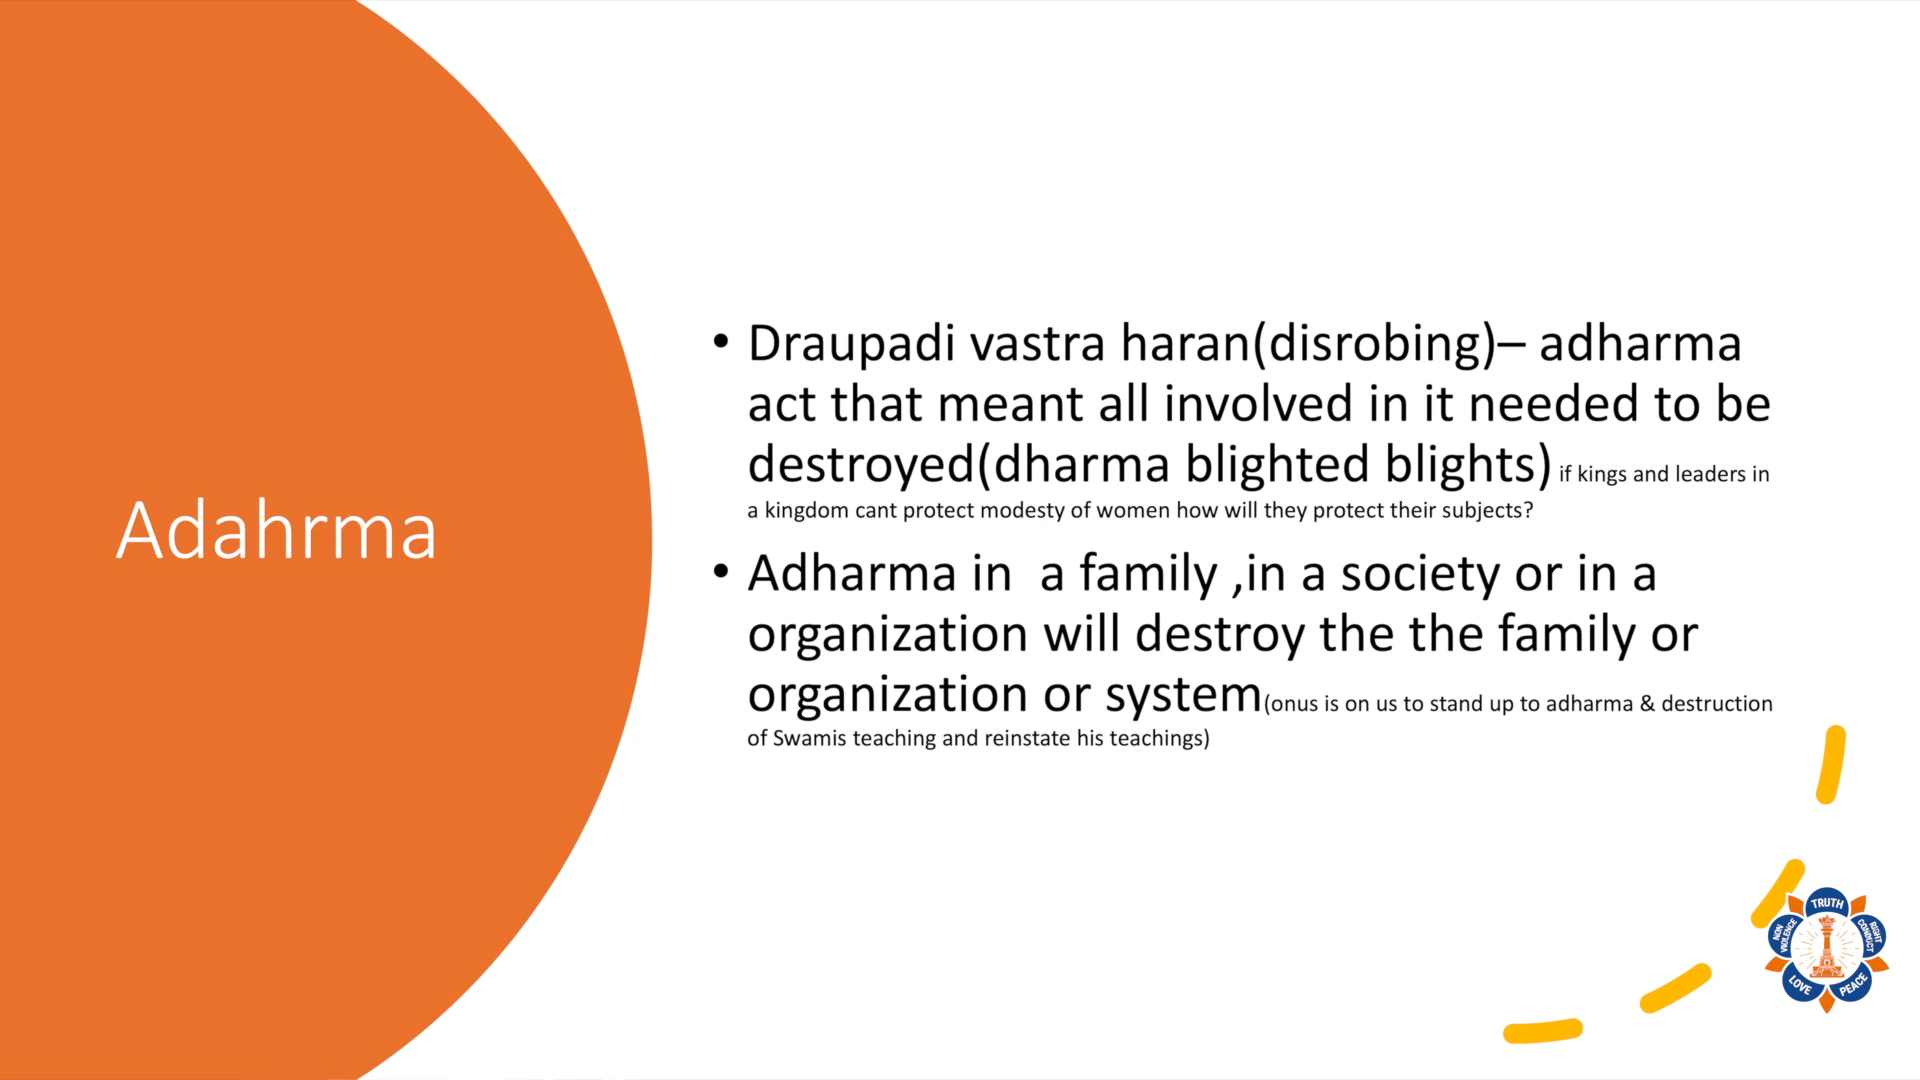 Adahrma
• Draupadi vastra haran(disrobing)– adharma
act that meant all involved in it needed to be
destroyed(dharma blighted blights) if kings and leaders in
a kingdom cant protect modesty of women how will they protect their subjects?
• Adharma in  a family ,in a society or in a
organization will destroy the the family or
organization or system(onus is on us to stand up to adharma & destruction
of Swamis teaching and reinstate his teachings)
TRUTH
RIGHT
CONDUCT
PEACE
LOVE
NON
VIOLENCE